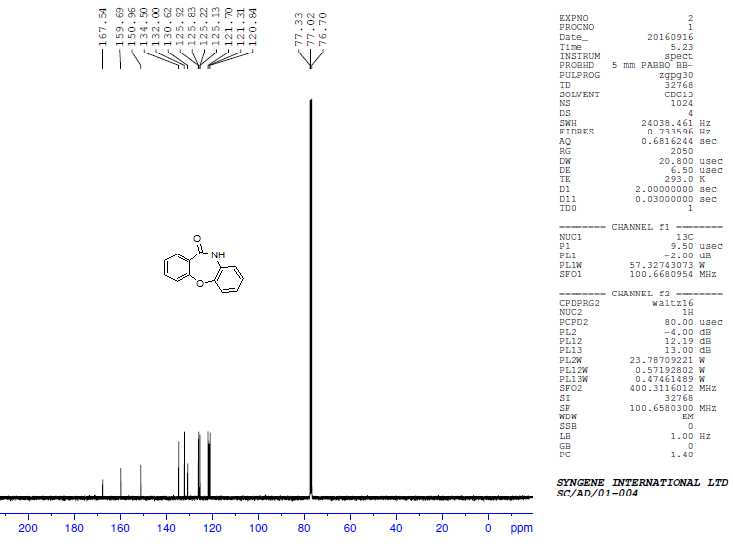 167.54
159.69
150.96
134.50
132.00
130.62
125.92
125.83
125.22
125.13
121.70
121.31
120.84
77.33
77.02
76.70
O
NH
O
200 180 160 140 120 100 80 60 40 20 0 ppm
EXPNO 2
PROCNO 1
Date_ 20160916
Time 5.23
INSTRUM spect
PROBHD 5 mm PABBO BB-
PULPROG zgpg30
TD 32768
SOLVENT CDCl3
NS 1024
DS 4
SWH 24038.461 Hz
FIDRES 0.733596 Hz
AQ 0.6816244 sec
RG 2050
DW 20.800 usec
DE 6.50 usec
TE 293.0 K
D1 2.00000000 sec
D11 0.03000000 sec
TD0 1
======== CHANNEL f1 ========
NUC1 13C
P1 9.50 usec
PL1 -2.00 dB
PL1W 57.32743073 W
SFO1 100.6680954 MHz
======== CHANNEL f2 ========
CPDPRG2 waltz16
NUC2 1H
PCPD2 80.00 usec
PL2 -4.00 dB
PL12 12.19 dB
PL13 13.00 dB
PL2W 23.78709221 W
PL12W 0.57192802 W
PL13W 0.47461489 W
SFO2 400.3116012 MHz
SI 32768
SF 100.6580300 MHz
WDW EM
SSB 0
LB 1.00 Hz
GB 0
PC 1.40
SYNGENE INTERNATIONAL LTD
SC/AD/01-004